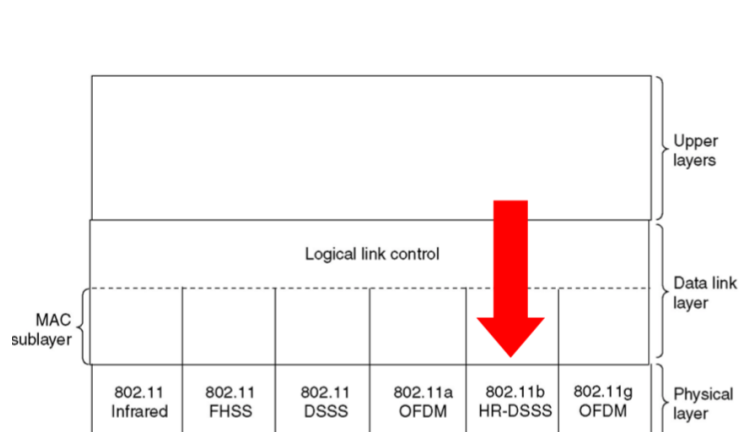 Upper
layers
Logical link control
Data link
layer
MAC
sublayer
802.11
Infrared
802.11
FHSS
802.11
DSSS
802.11a
OFDM
802.11b
HR-DSSS
802.11g
OFDM
Physical
layer